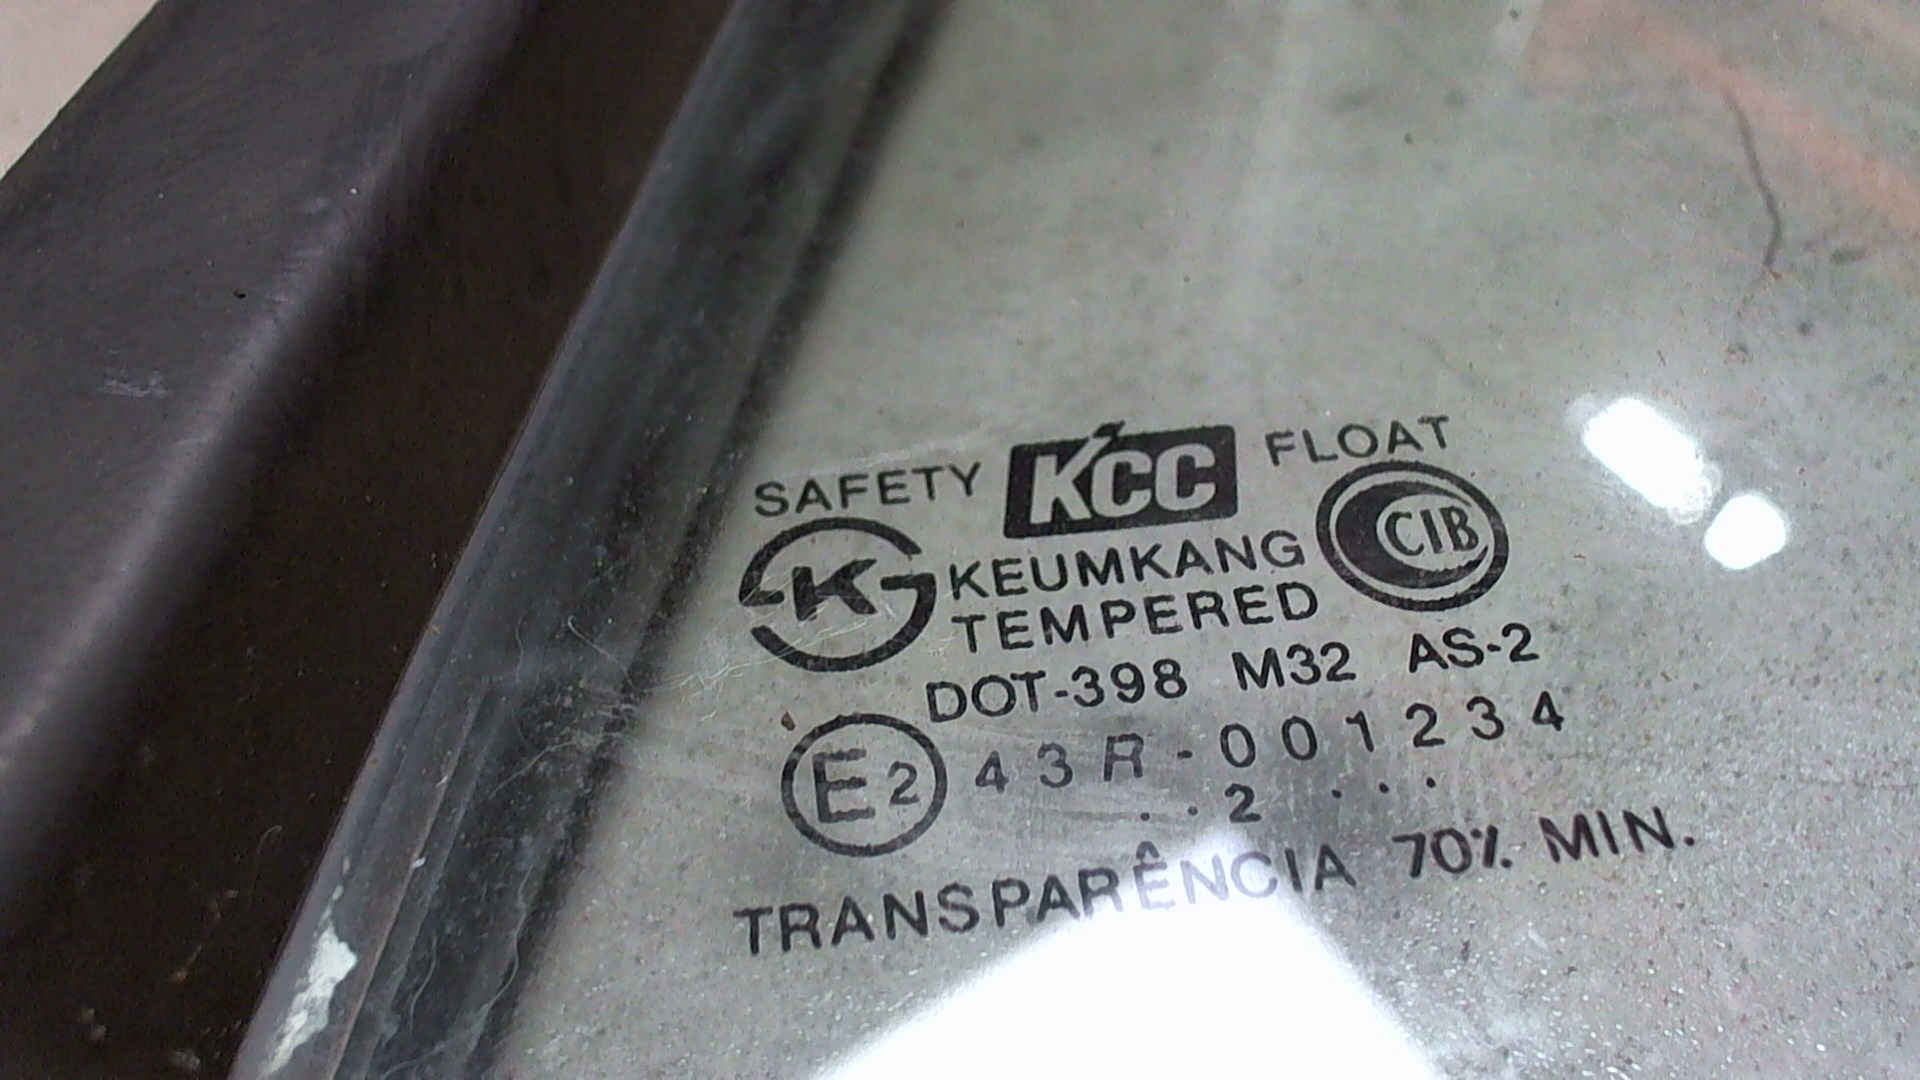 SAFETY KCC FLOAT
K KEUMKANG CIB
TEMPERED
DOT-398 M32 AS-2
E2 43R-001234
..2 ...
TRANSPARÊNCIA 70% MIN.